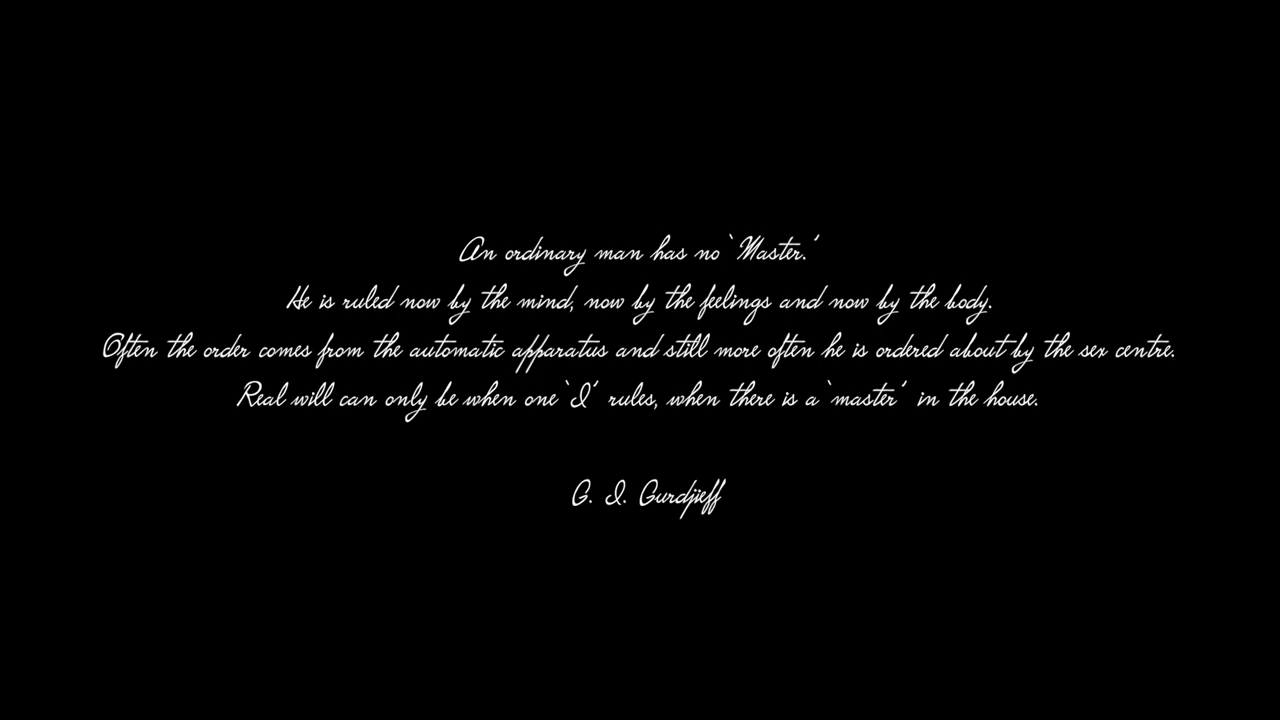 An ordinary man has no `Master.'
He is ruled now by the mind, now by the feelings and now by the body.
Often the order comes from the automatic apparatus and still more often he is ordered about by the sex centre.
Real will can only be when one `I' rules, when there is a `master' in the house.
G. I. Gurdjieff